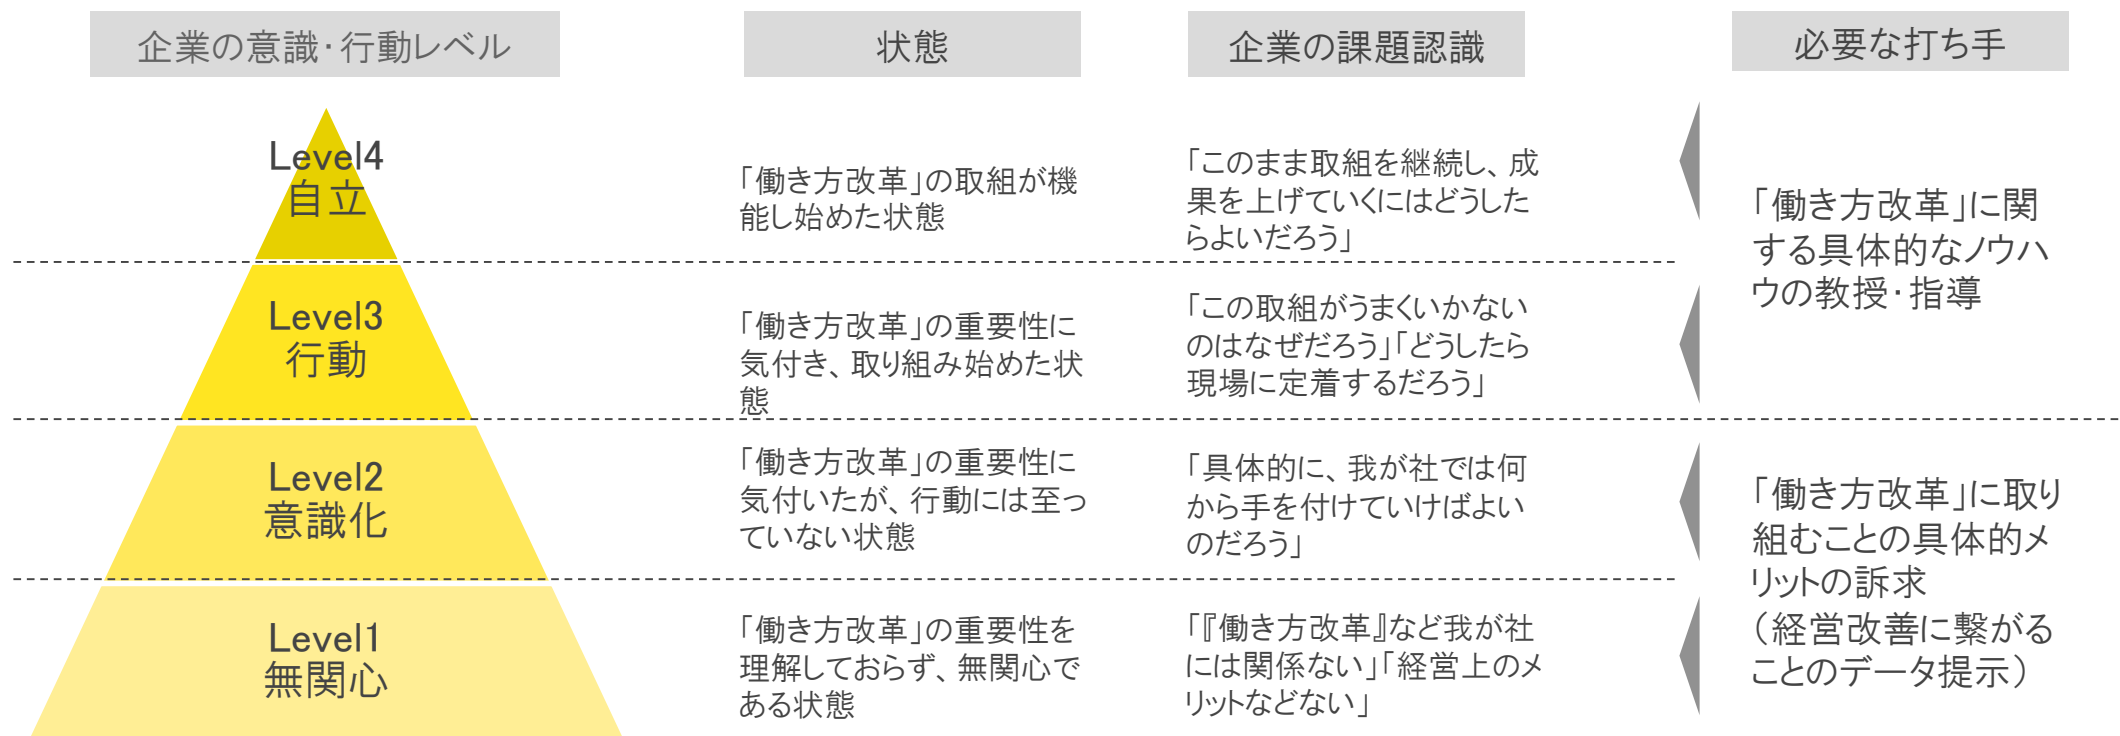 企業の意識・行動レベル
状態
企業の課題認識
必要な打ち手
Level4
自立
「働き方改革」の取組が機
能し始めた状態
「このまま取組を継続し、成
果を上げていくにはどうした
らよいだろう」
「働き方改革」に関
する具体的なノウハ
ウの教授・指導
Level3
行動
「働き方改革」の重要性に
気付き、取り組み始めた状
態
「この取組がうまくいかない
のはなぜだろう」「どうしたら
現場に定着するだろう」
Level2
意識化
「働き方改革」の重要性に
気付いたが、行動には至っ
ていない状態
「具体的に、我が社では何
から手を付けていけばよい
のだろう」
「働き方改革」に取り
組むことの具体的メ
リットの訴求
（経営改善に繋がる
ことのデータ提示）
Level1
無関心
「働き方改革」の重要性を
理解しておらず、無関心で
ある状態
「『働き方改革』など我が社
には関係ない」「経営上のメ
リットなどない」